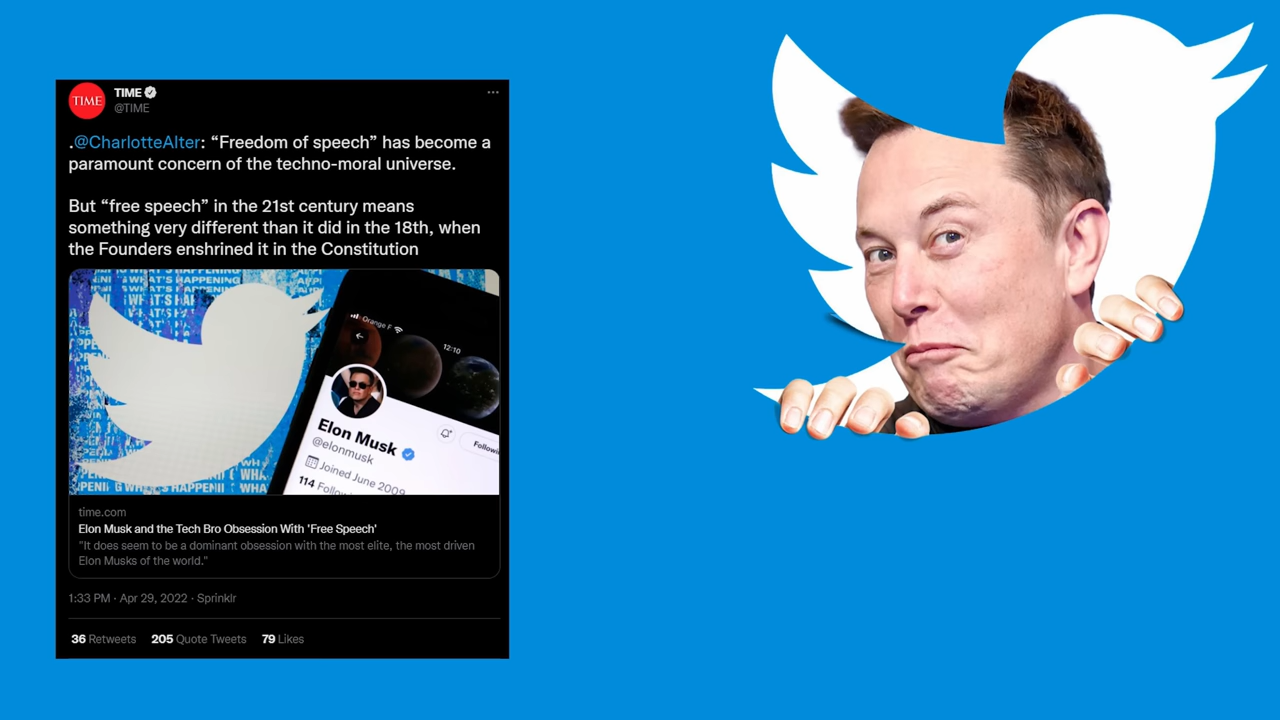 TIME
TIME
@TIME
.@CharlotteAlter: “Freedom of speech” has become a
paramount concern of the techno-moral universe.
But “free speech” in the 21st century means
something very different than it did in the 18th, when
the Founders enshrined it in the Constitution
WHAT'S HAPPENING
WHAT'S HAPPENING
Orange F
12:10
Elon Musk
@elonmusk
Joined June 2009
114
time.com
Elon Musk and the Tech Bro Obsession With 'Free Speech'
"It does seem to be a dominant obsession with the most elite, the most driven
Elon Musks of the world."
1:33 PM · Apr 29, 2022 · Sprinklr
36 Retweets 205 Quote Tweets 79 Likes